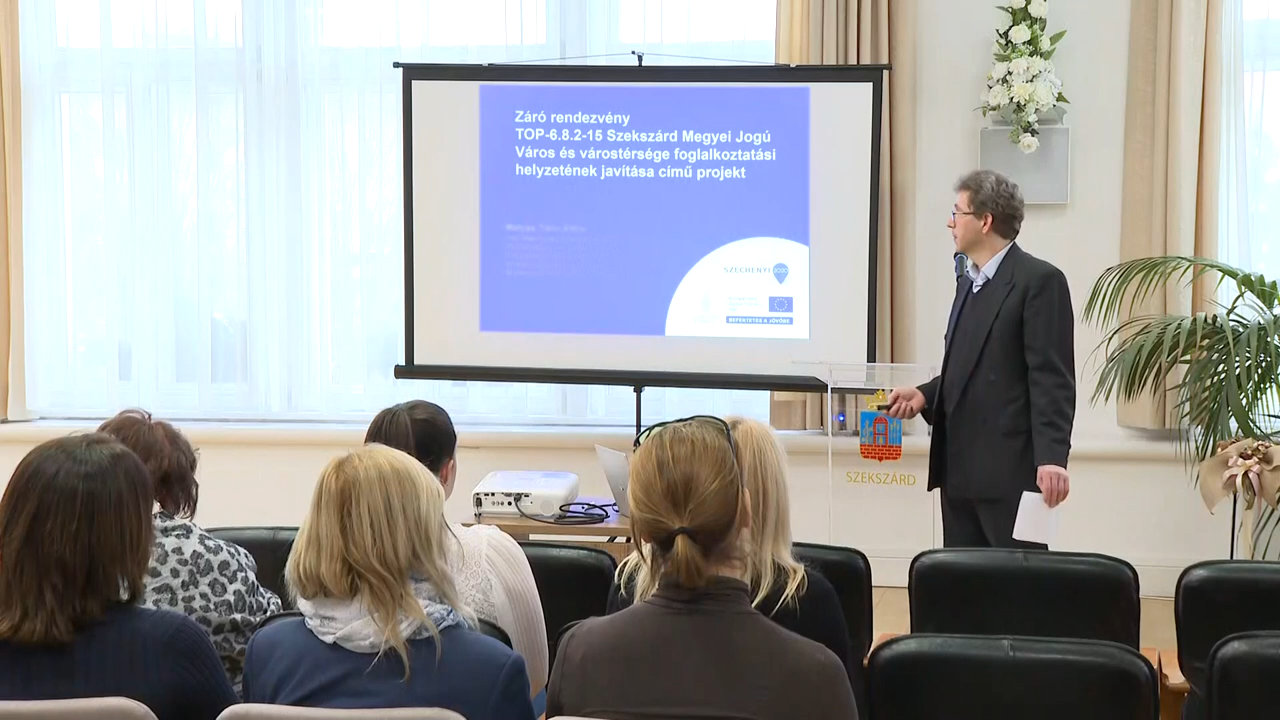 Záró rendezvény
TOP-6.8.2-15 Szekszárd Megyei Jogú
Város és várostérsége foglalkoztatási
helyzetének javítása című projekt
SZÉCHENYI 2020
BEFEKTETÉS A JÖVŐBE
SZEKSZÁRD